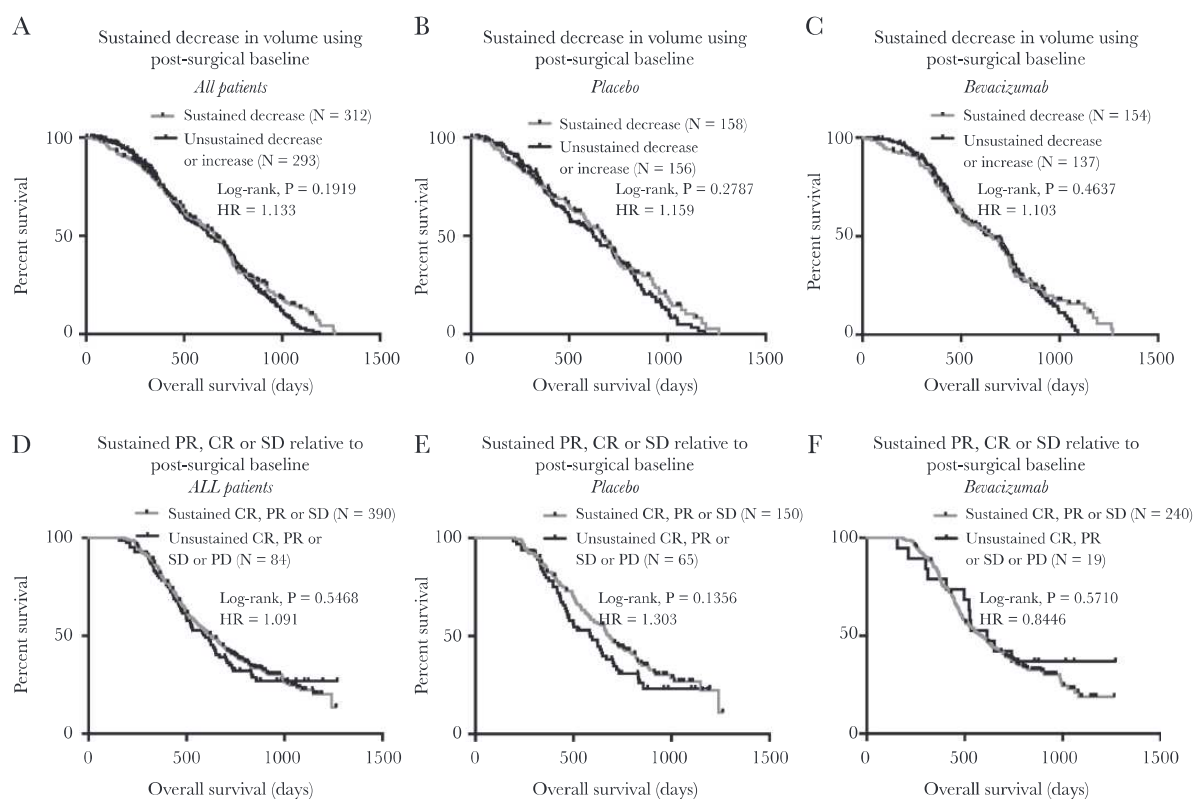 A
Sustained decrease in volume using
post-surgical baseline
All patients
Sustained decrease (N = 312)
Unsustained decrease
or increase (N = 293)
Log-rank, P = 0.1919
HR = 1.133
Percent survival
100
50
0
0 500 1000 1500
Overall survival (days)
B
Sustained decrease in volume using
post-surgical baseline
Placebo
Sustained decrease (N = 158)
Unsustained decrease
or increase (N = 156)
Log-rank, P = 0.2787
HR = 1.159
Percent survival
100
50
0
0 500 1000 1500
Overall survival (days)
C
Sustained decrease in volume using
post-surgical baseline
Bevacizumab
Sustained decrease (N = 154)
Unsustained decrease
or increase (N = 137)
Log-rank, P = 0.4637
HR = 1.103
Percent survival
100
50
0
0 500 1000 1500
Overall survival (days)
D
Sustained PR, CR or SD relative to
post-surgical baseline
ALL patients
Sustained CR, PR or SD (N = 390)
Unsustained CR, PR or
SD or PD (N = 84)
Log-rank, P = 0.5468
HR = 1.091
Percent survival
100
50
0
0 500 1000 1500
Overall survival (days)
E
Sustained PR, CR or SD relative to
post-surgical baseline
Placebo
Sustained CR, PR or SD (N = 150)
Unsustained CR, PR or
SD or PD (N = 65)
Log-rank, P = 0.1356
HR = 1.303
Percent survival
100
50
0
0 500 1000 1500
Overall survival (days)
F
Sustained PR, CR or SD relative to
post-surgical baseline
Bevacizumab
Sustained CR, PR or SD (N = 240)
Unsustained CR, PR
or SD or PD (N = 19)
Log-rank, P = 0.5710
HR = 0.8446
Percent survival
100
50
0
0 500 1000 1500
Overall survival (days)